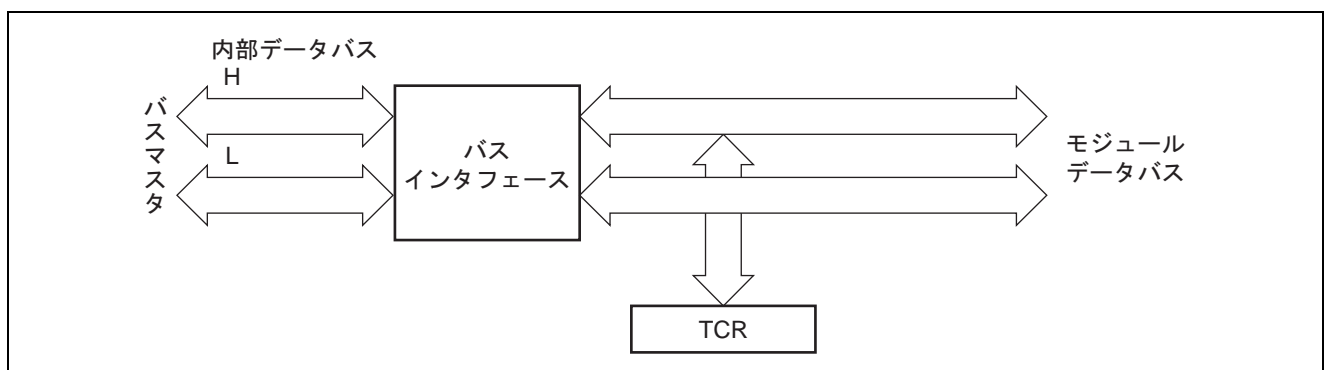 内部データバス
H
バスマスタ
L
バス
インタフェース
モジュール
データバス
TCR